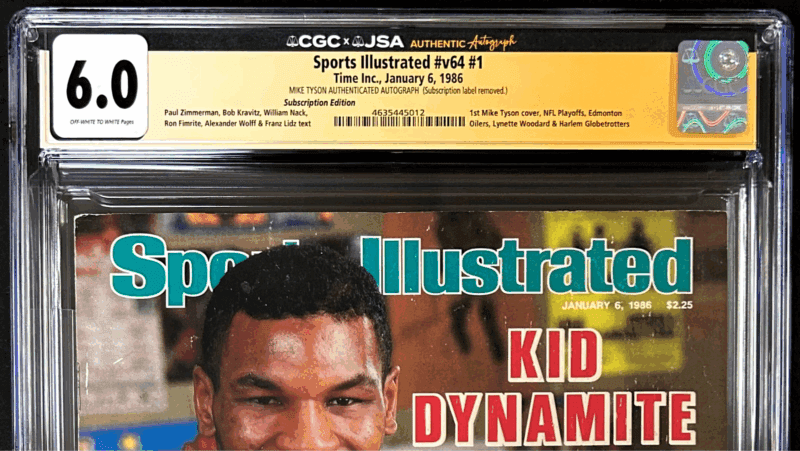 CGC x JSA AUTHENTIC Autograph
6.0
OFF-WHITE TO WHITE Pages
Sports Illustrated #v64 #1
Time Inc., January 6, 1986
MIKE TYSON AUTHENTICATED AUTOGRAPH (Subscription label removed.)
Subscription Edition
Paul Zimmerman, Bob Kravitz, William Nack,
Ron Fimrite, Alexander Wolff & Franz Lidz text
4635445012
1st Mike Tyson cover, NFL Playoffs, Edmonton
Oilers, Lynette Woodard & Harlem Globetrotters
Spo Illustrated
JANUARY 6, 1986 $2.25
KID
DYNAMITE